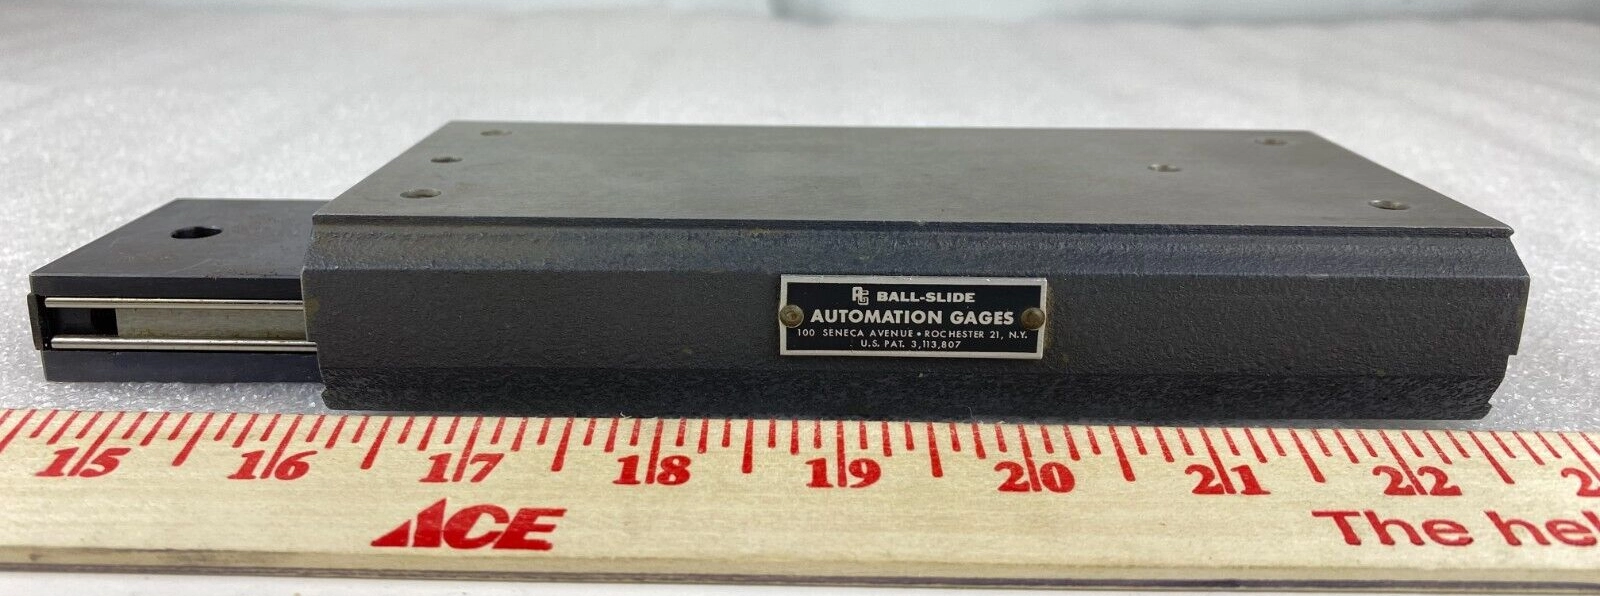 AG BALL-SLIDE
AUTOMATION GAGES
100 SENECA AVENUE • ROCHESTER 21, N.Y.
U.S. PAT. 3,113,807
15 16 17 18 19 20 21 22
ACE
The hel